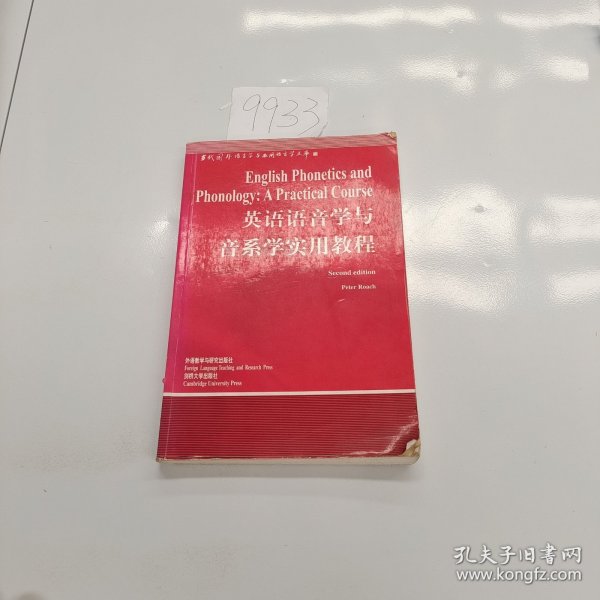 9933
当代国外语言学与应用语言学文库
English Phonetics and
Phonology: A Practical Course
英语语音学与
音系学实用教程
Second edition
Peter Roach
外语教学与研究出版社
Foreign Language Teaching and Research Press
剑桥大学出版社
Cambridge University Press
孔夫子旧书网
www.kongfz.com